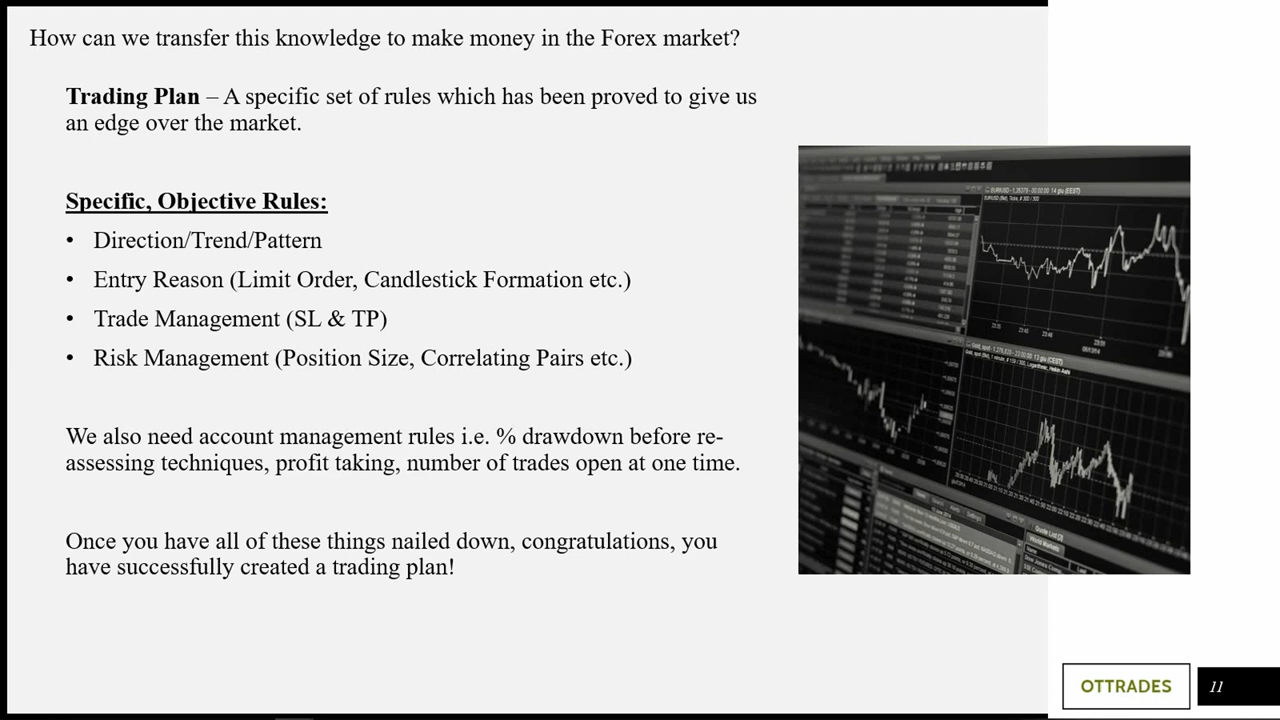 How can we transfer this knowledge to make money in the Forex market?
Trading Plan – A specific set of rules which has been proved to give us
an edge over the market.
Specific, Objective Rules:
• Direction/Trend/Pattern
• Entry Reason (Limit Order, Candlestick Formation etc.)
• Trade Management (SL & TP)
• Risk Management (Position Size, Correlating Pairs etc.)
We also need account management rules i.e. % drawdown before re-
assessing techniques, profit taking, number of trades open at one time.
Once you have all of these things nailed down, congratulations, you
have successfully created a trading plan!
OTTRADES
11